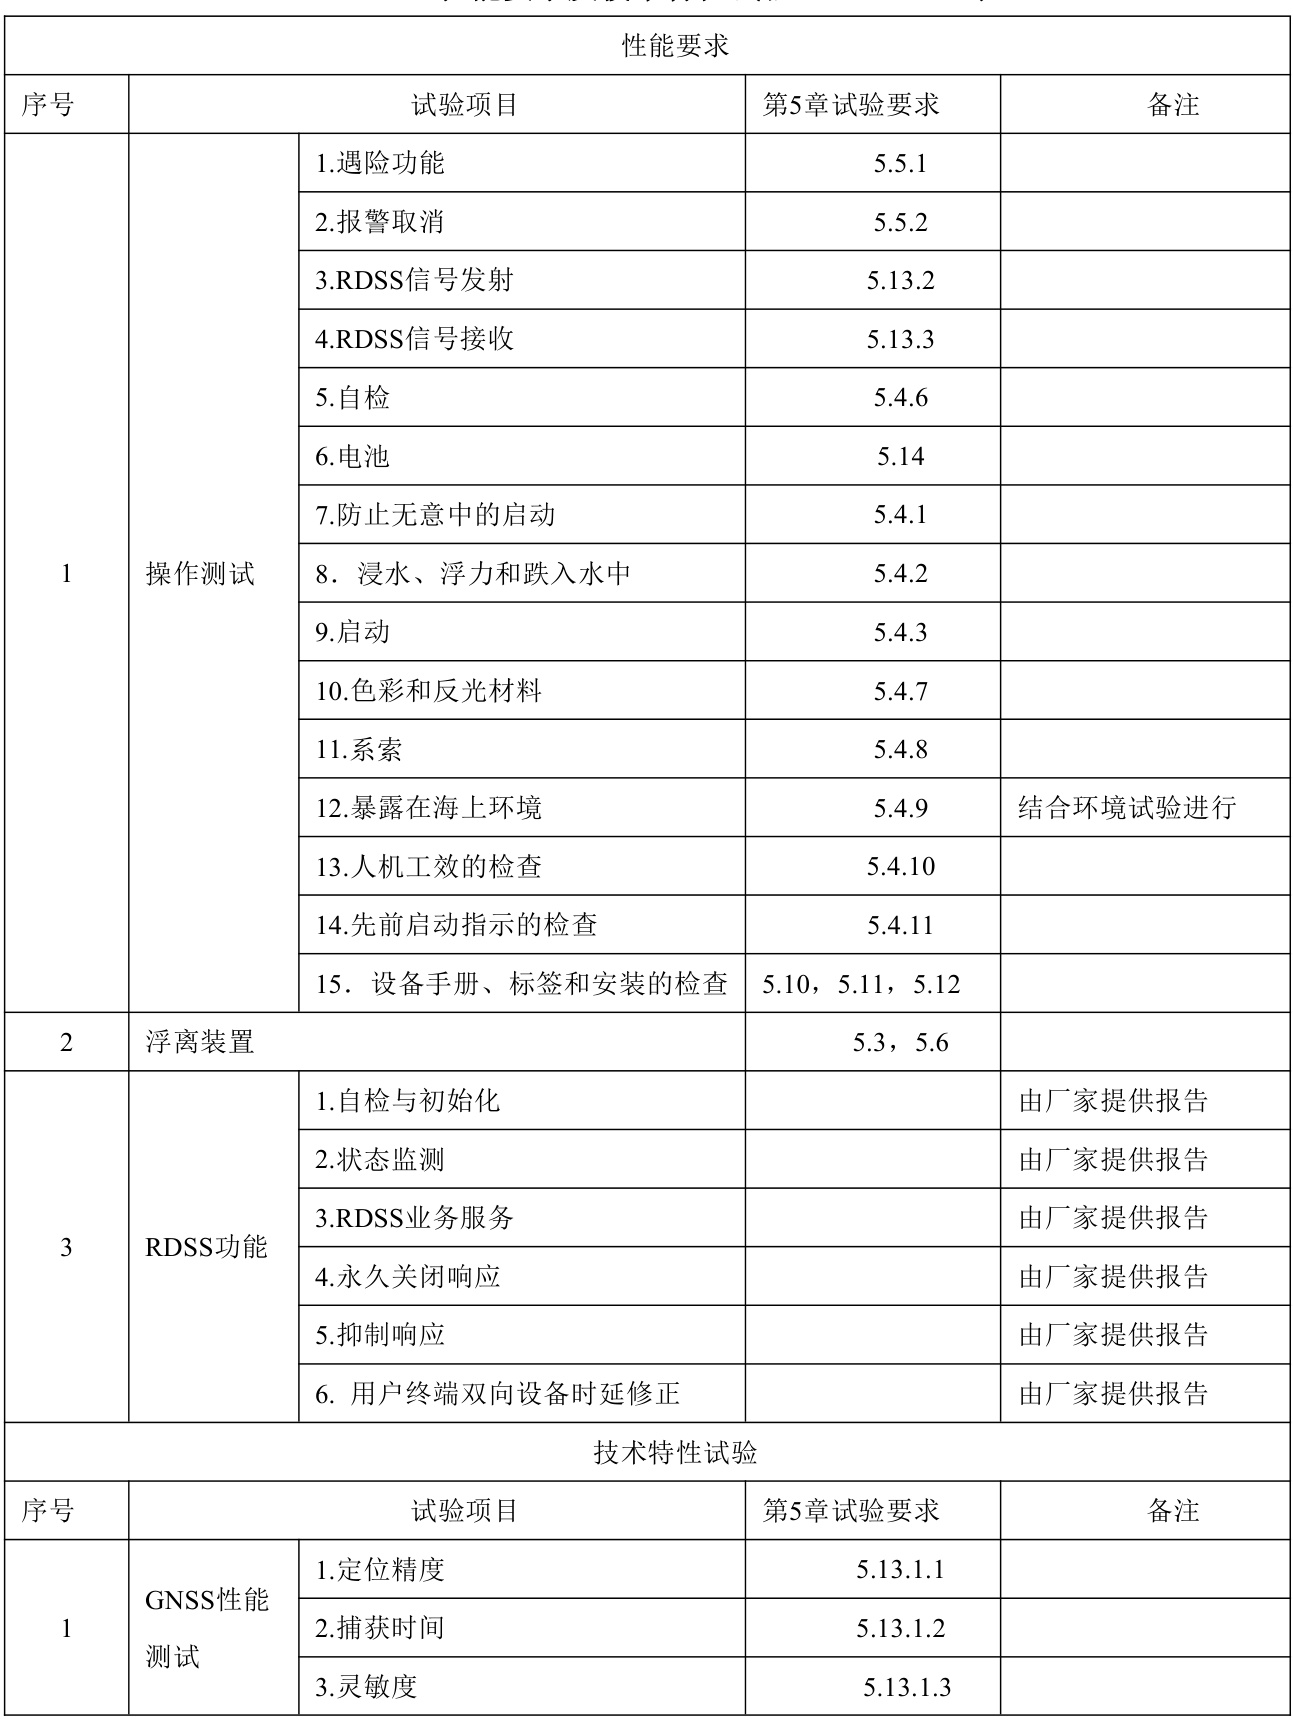 性能要求
序号 试验项目 第5章试验要求 备注
1 操作测试 1.遇险功能 5.5.1
2.报警取消 5.5.2
3.RDSS信号发射 5.13.2
4.RDSS信号接收 5.13.3
5.自检 5.4.6
6.电池 5.14
7.防止无意中的启动 5.4.1
8. 浸水、浮力和跌入水中 5.4.2
9.启动 5.4.3
10.色彩和反光材料 5.4.7
11.系索 5.4.8
12.暴露在海上环境 5.4.9 结合环境试验进行
13.人机工效的检查 5.4.10
14.先前启动指示的检查 5.4.11
15. 设备手册、标签和安装的检查 5.10，5.11，5.12
2 浮离装置 5.3，5.6
3 RDSS功能 1.自检与初始化 由厂家提供报告
2.状态监测 由厂家提供报告
3.RDSS业务服务 由厂家提供报告
4.永久关闭响应 由厂家提供报告
5.抑制响应 由厂家提供报告
6. 用户终端双向设备时延修正 由厂家提供报告
技术特性试验
序号 试验项目 第5章试验要求 备注
1 GNSS性能测试 1.定位精度 5.13.1.1
2.捕获时间 5.13.1.2
3.灵敏度 5.13.1.3